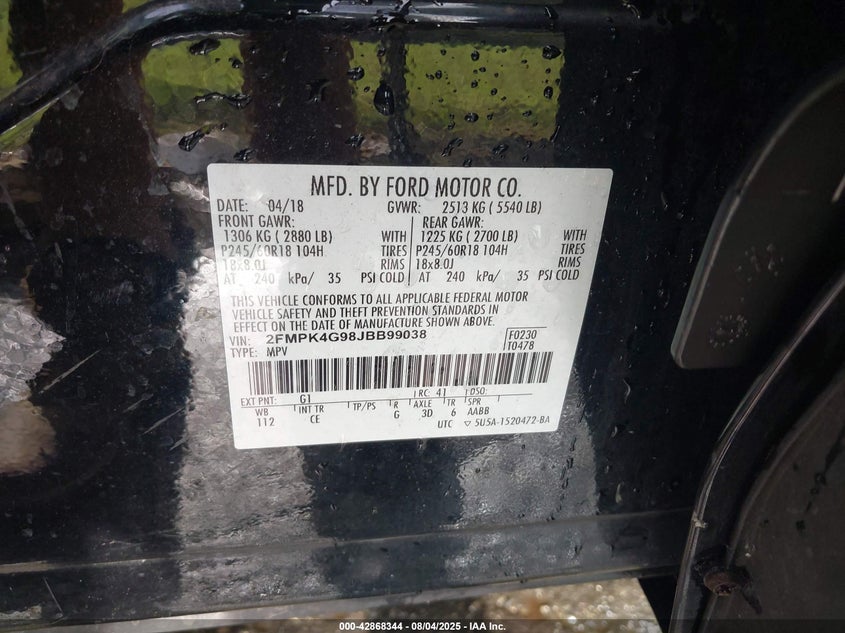 MFD. BY FORD MOTOR CO.
DATE: 04/18 GVWR: 2513 KG ( 5540 LB)
FRONT GAWR: REAR GAWR:
1306 KG ( 2880 LB) WITH 1225 KG ( 2700 LB) WITH
P245/60R18 104H TIRES P245/60R18 104H TIRES
18x8.0J RIMS 18x8.0J RIMS
AT 240 kPa/ 35 PSI COLD AT 240 kPa/ 35 PSI COLD
THIS VEHICLE CONFORMS TO ALL APPLICABLE FEDERAL MOTOR
VEHICLE SAFETY AND THEFT PREVENTION STANDARDS IN
EFFECT ON THE DATE OF MANUFACTURE SHOWN ABOVE.
VIN: 2FMPK4G98JBB99038 F0230
TYPE: MPV T0478
EXT PNT: G1 RC: 41 DSO:
WB INT TR TP/PS R AXLE TR SPR
112 CE G 3D 6 AABB
UTC ▽ 5U5A-1520472-BA
000-42868344 - 08/04/2025 - IAA Inc.